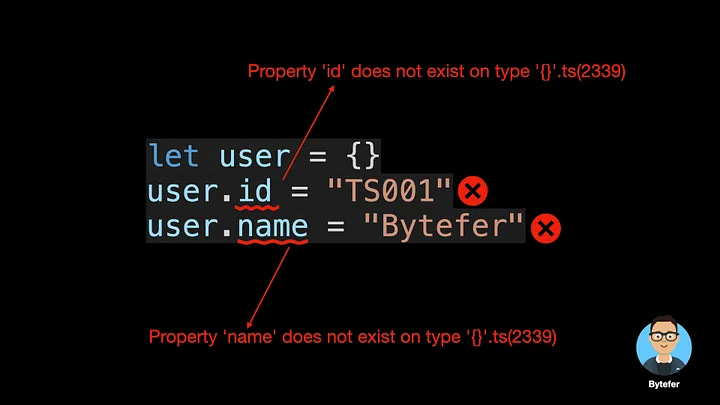 Property 'id' does not exist on type '{}'.ts(2339)
let user = {}
user.id = "TS001"
user.name = "Bytefer"
Property 'name' does not exist on type '{}'.ts(2339)
Bytefer